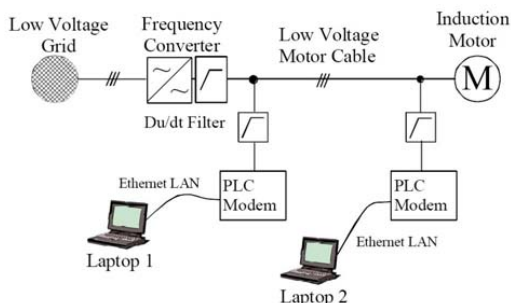 Low Voltage
Grid
Frequency
Converter
Low Voltage
Motor Cable
Induction
Motor
M
Du/dt Filter
Ethernet LAN
PLC
Modem
PLC
Modem
Laptop 1
Ethernet LAN
Laptop 2